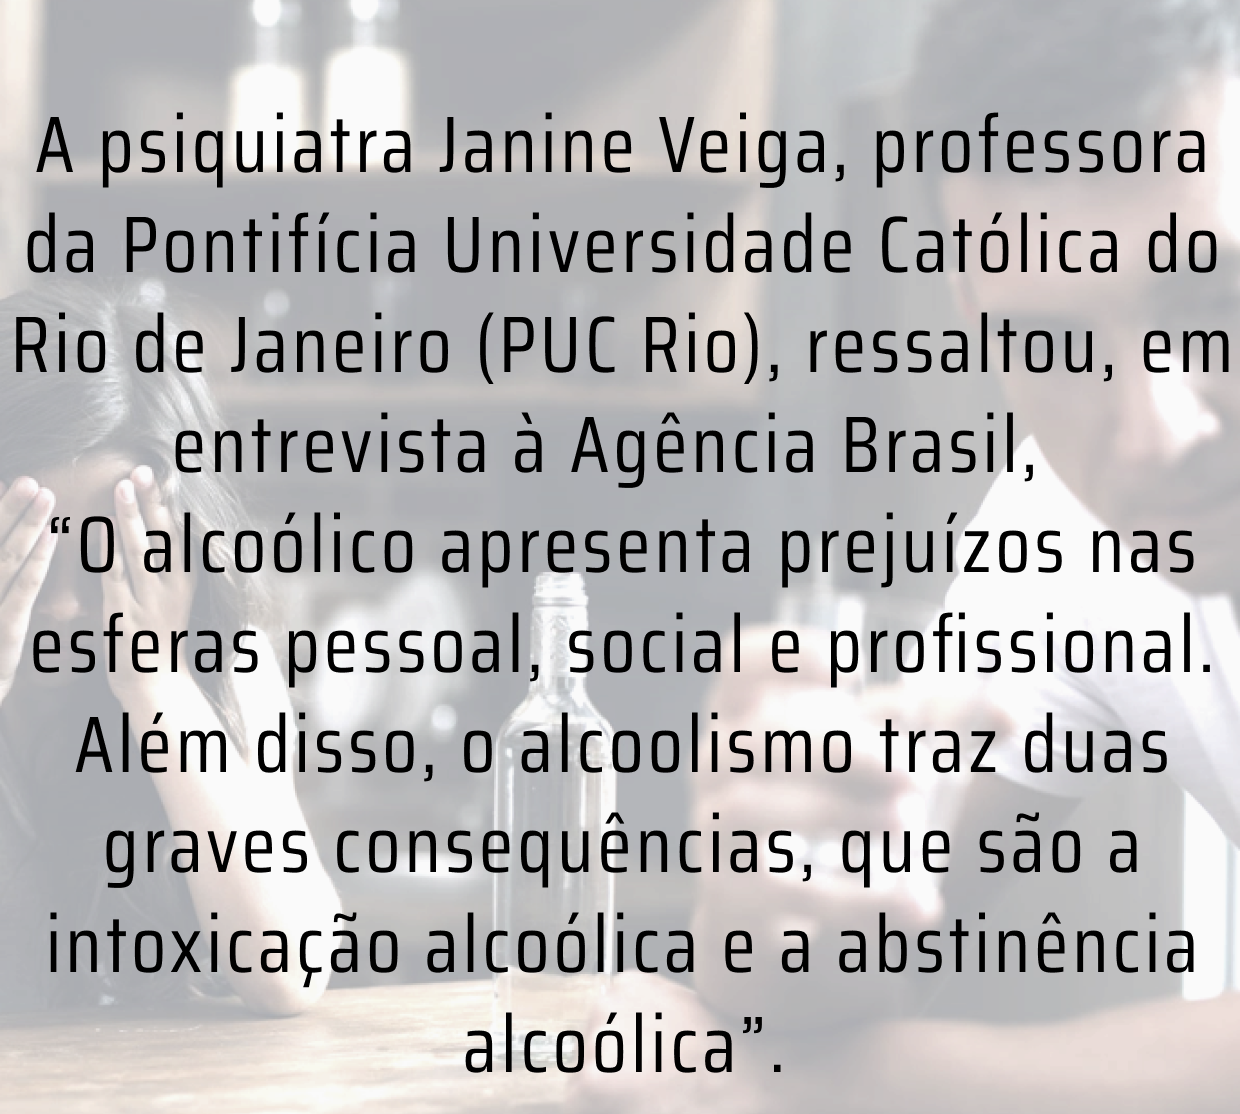 A psiquiatra Janine Veiga, professora
da Pontifícia Universidade Católica do
Rio de Janeiro (PUC Rio), ressaltou, em
entrevista à Agência Brasil,
“O alcoólico apresenta prejuízos nas
esferas pessoal, social e profissional.
Além disso, o alcoolismo traz duas
graves consequências, que são a
intoxicação alcoólica e a abstinência
alcoólica”.